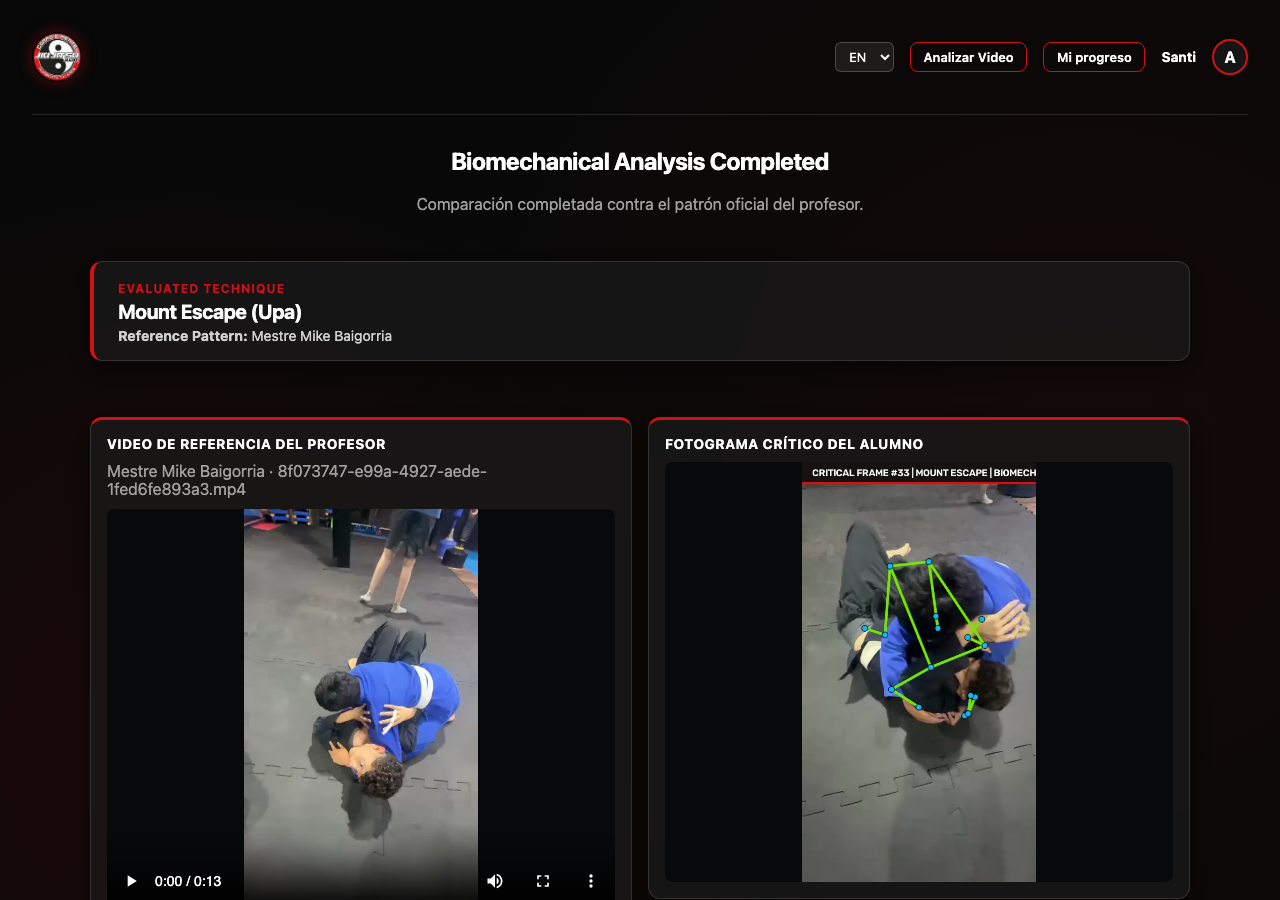 EN
Analizar Video
Mi progreso
Santi
A
Biomechanical Analysis Completed
Comparación completada contra el patrón oficial del profesor.
EVALUATED TECHNIQUE
Mount Escape (Upa)
Reference Pattern: Mestre Mike Baigorria
VIDEO DE REFERENCIA DEL PROFESOR
Mestre Mike Baigorria · 8f073747-e99a-4927-aede-
1fed6fe893a3.mp4
0:00 / 0:13
FOTOGRAMA CRÍTICO DEL ALUMNO
CRITICAL FRAME #33 | MOUNT ESCAPE | BIOMECH